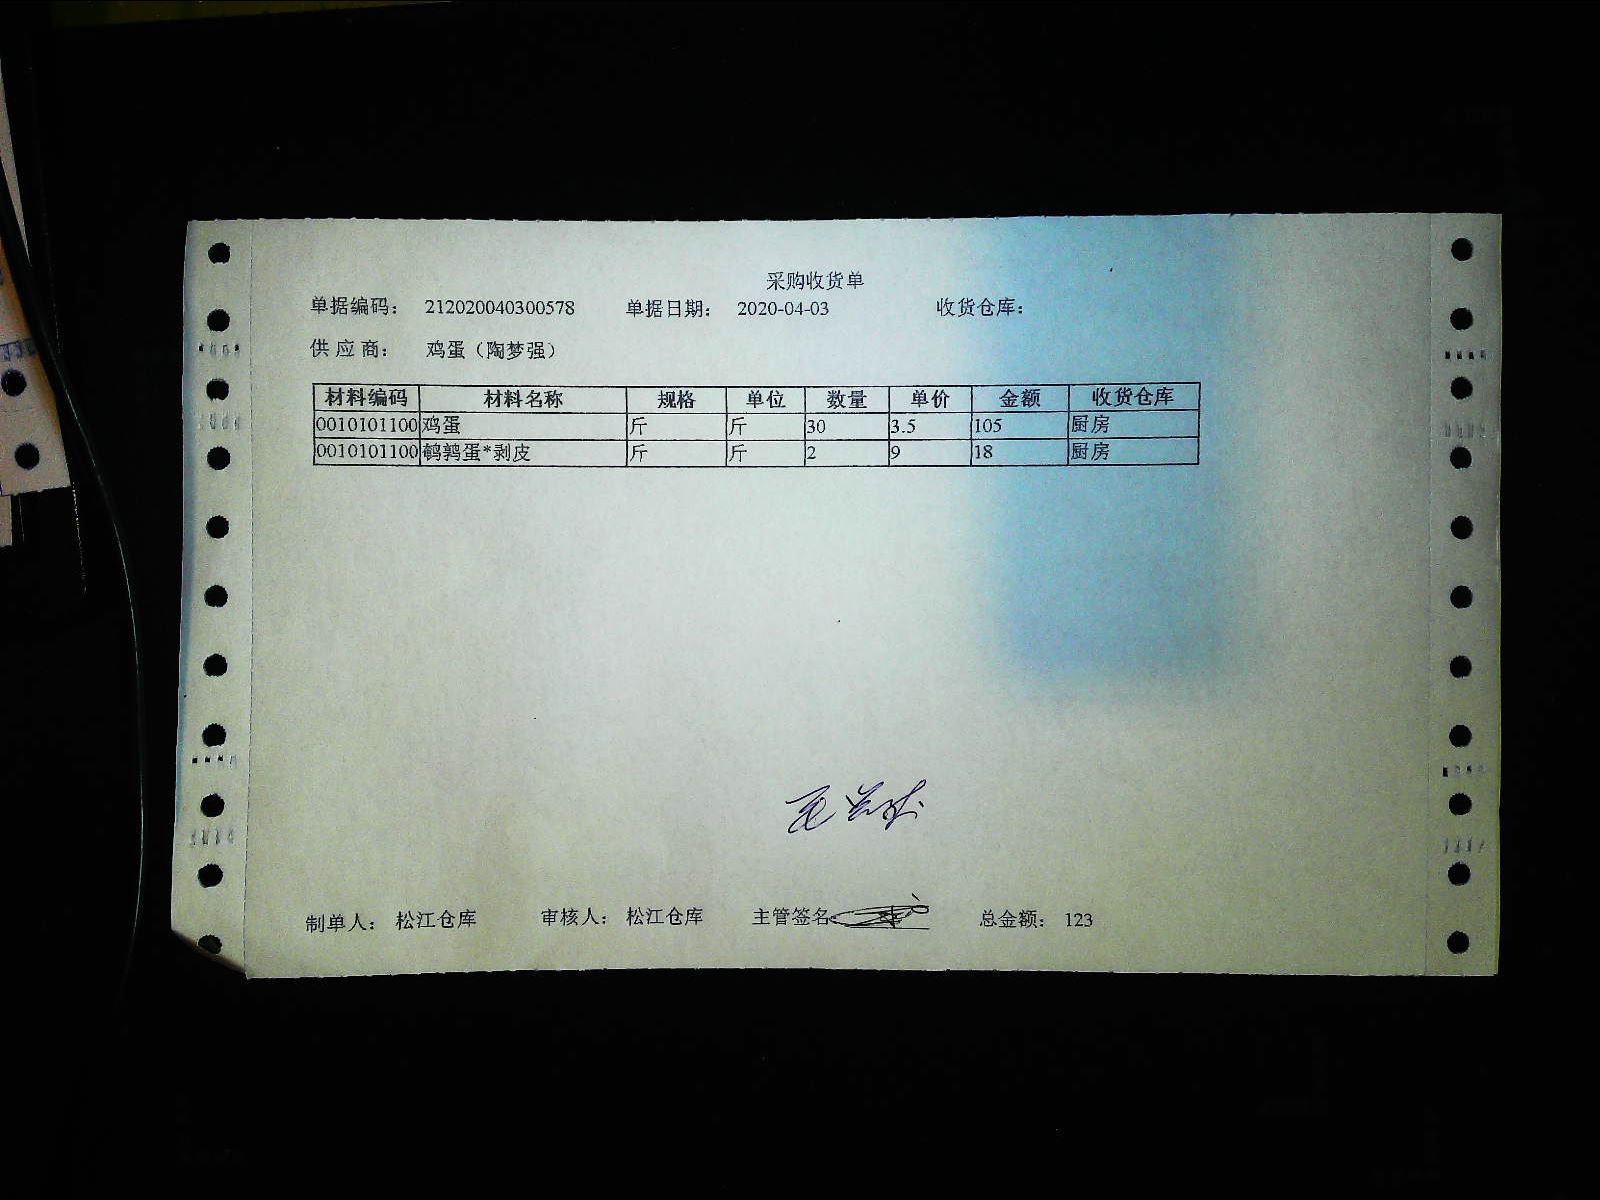 采购收货单
单据编码： 212020040300578 单据日期： 2020-04-03 收货仓库：
供应商： 鸡蛋（陶梦强）
材料编码 材料名称 规格 单位 数量 单价 金额 收货仓库
0010101100 鸡蛋 斤 斤 30 3.5 105 厨房
0010101100 鹌鹑蛋*剥皮 斤 斤 2 9 18 厨房
制单人： 松江仓库 审核人： 松江仓库 主管签名 总金额： 123